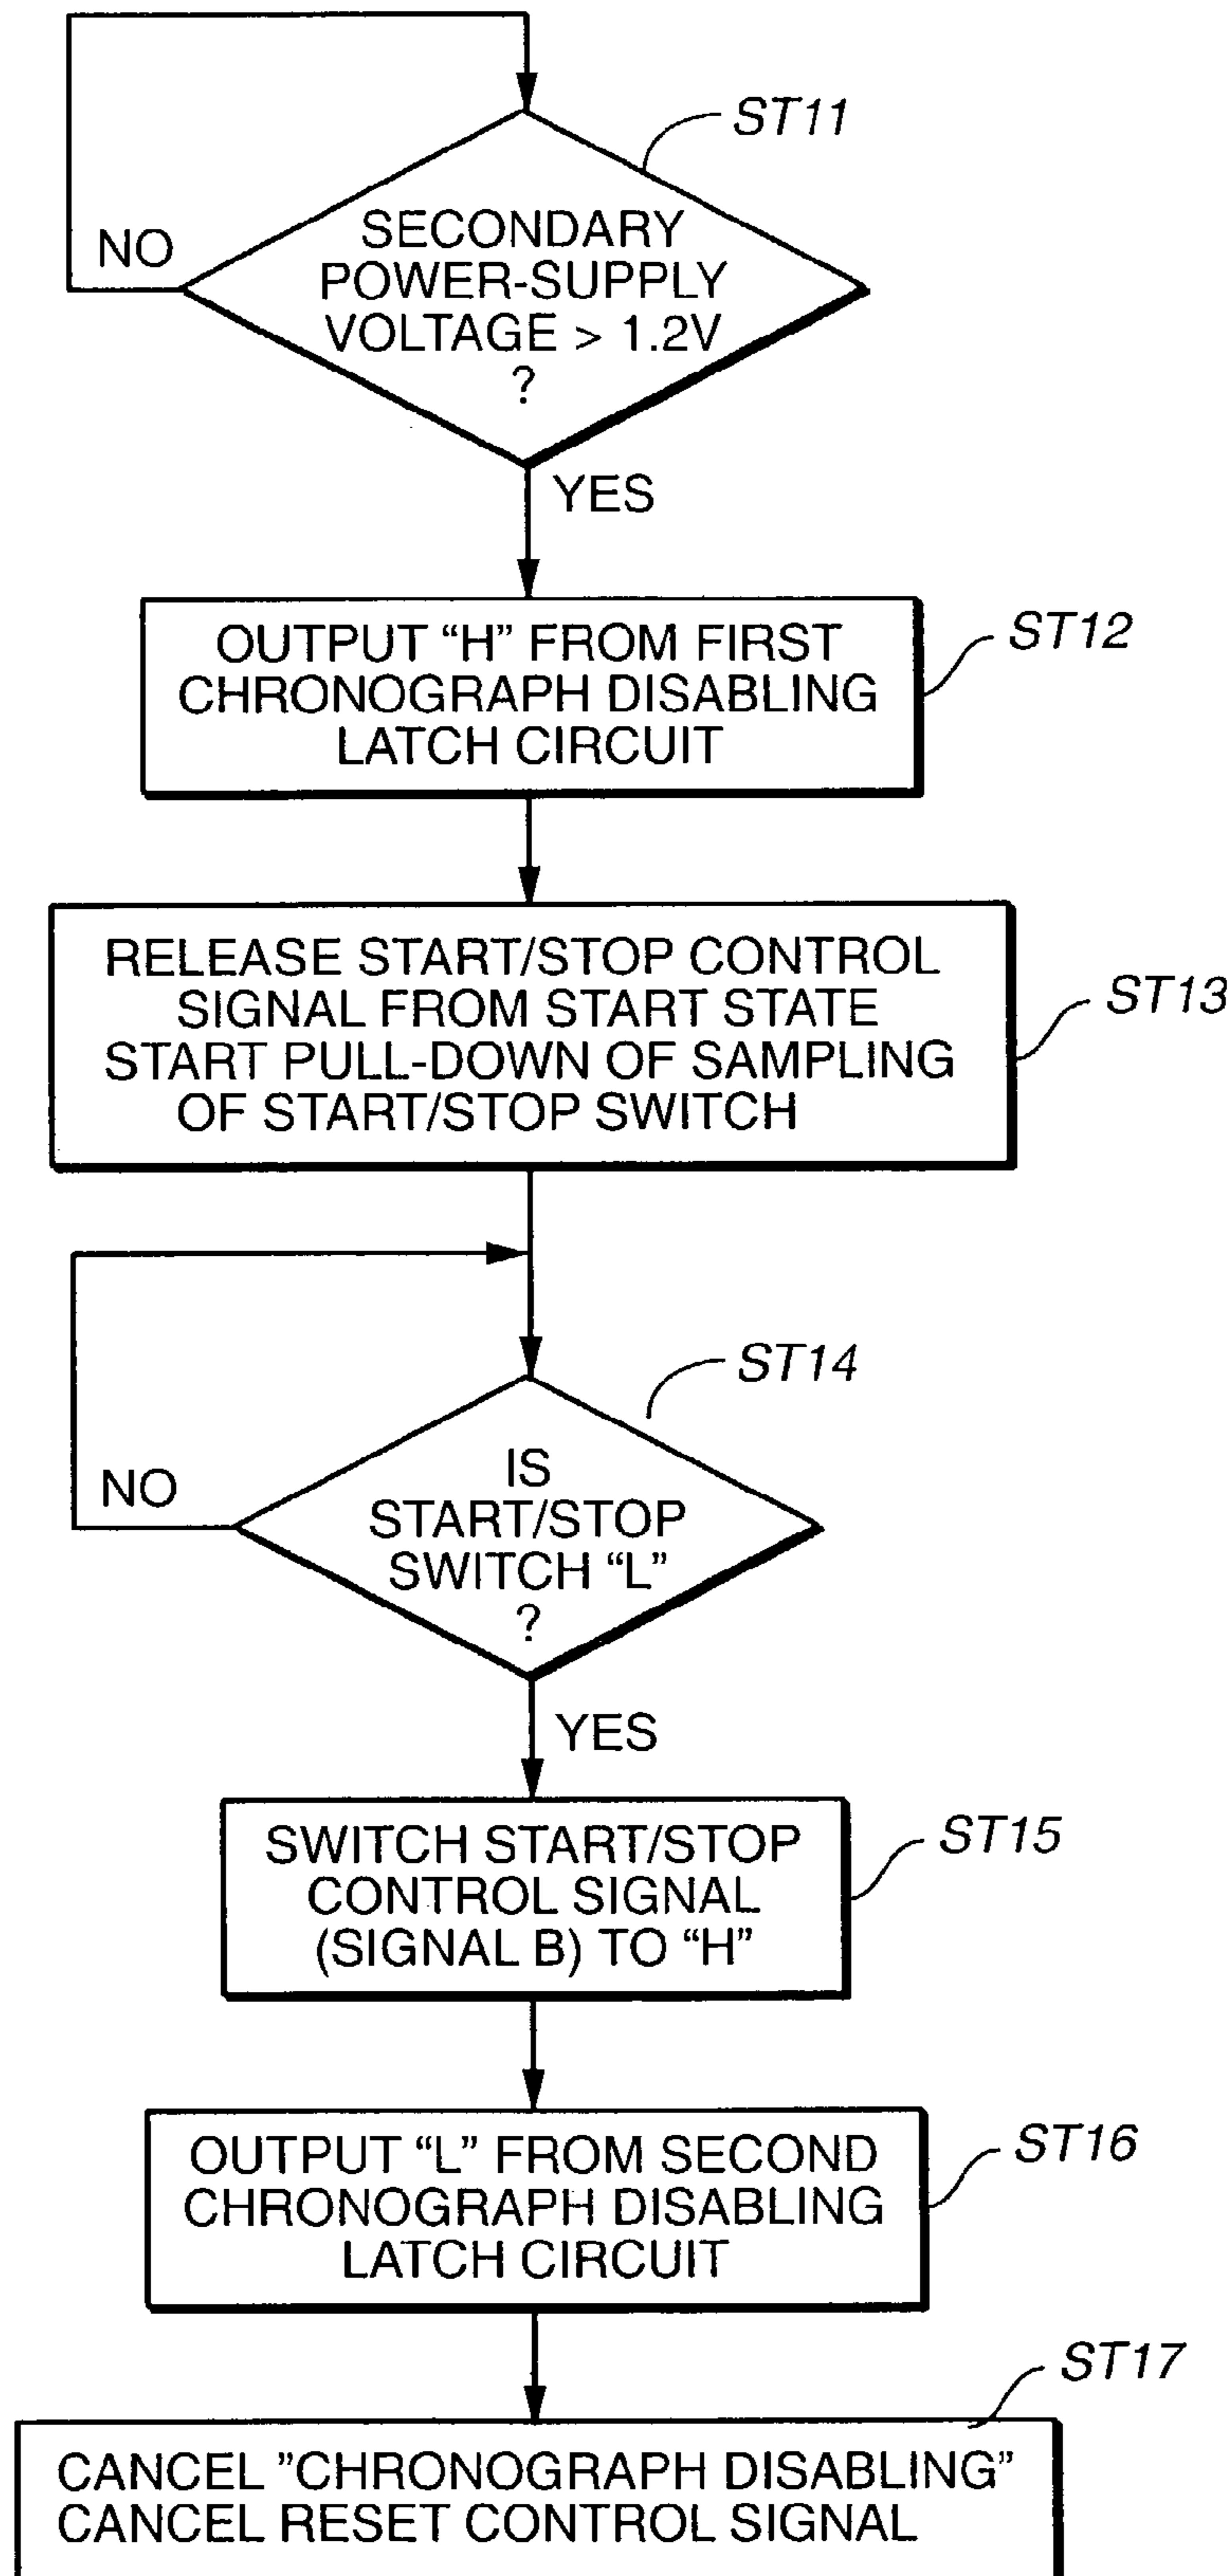 ST11
SECONDARY
POWER-SUPPLY
VOLTAGE > 1.2V
?
NO
YES
ST12
OUTPUT “H” FROM FIRST
CHRONOGRAPH DISABLING
LATCH CIRCUIT
ST13
RELEASE START/STOP CONTROL
SIGNAL FROM START STATE
START PULL-DOWN OF SAMPLING
OF START/STOP SWITCH
ST14
IS
START/STOP
SWITCH “L”
?
NO
YES
ST15
SWITCH START/STOP
CONTROL SIGNAL
(SIGNAL B) TO “H”
ST16
OUTPUT “L” FROM SECOND
CHRONOGRAPH DISABLING
LATCH CIRCUIT
ST17
CANCEL ”CHRONOGRAPH DISABLING”
CANCEL RESET CONTROL SIGNAL